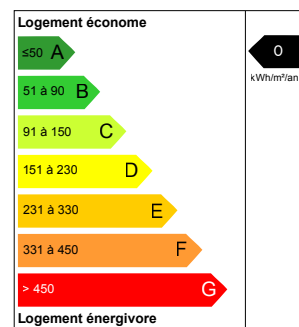 Logement économe
≤50 A
0
51 à 90 B
kWh/m²/an
91 à 150 C
151 à 230 D
231 à 330 E
331 à 450 F
> 450 G
Logement énergivore